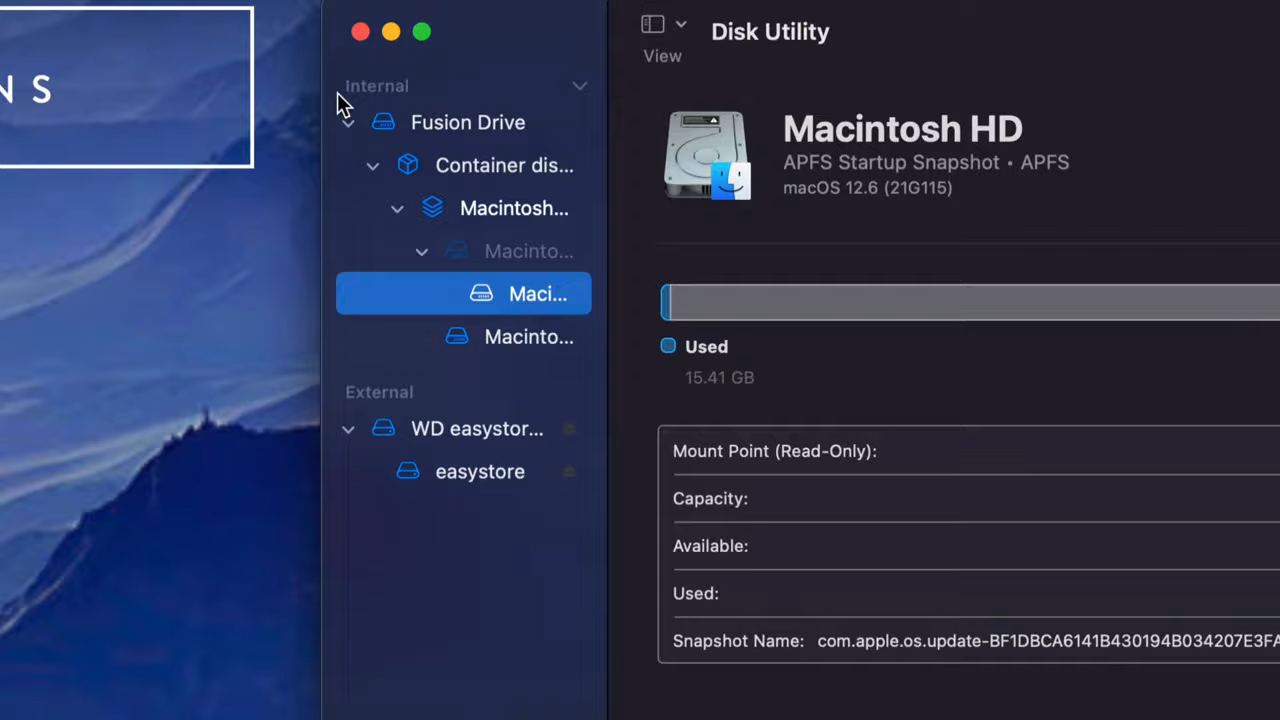 N S
Internal
Fusion Drive
Container dis...
Macintosh...
Macinto...
Maci...
Macinto...
External
WD easystor...
easystore
View
Disk Utility
Macintosh HD
APFS Startup Snapshot • APFS
macOS 12.6 (21G115)
Used
15.41 GB
Mount Point (Read-Only):
Capacity:
Available:
Used:
Snapshot Name: com.apple.os.update-BF1DBCA6141B430194B034207E3FA